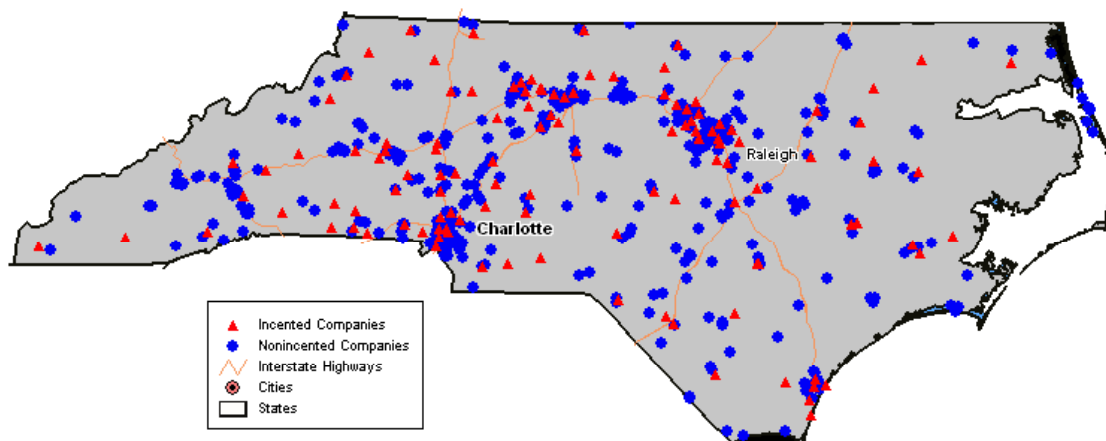 Raleigh
Charlotte
Incented Companies
Nonincented Companies
Interstate Highways
Cities
States